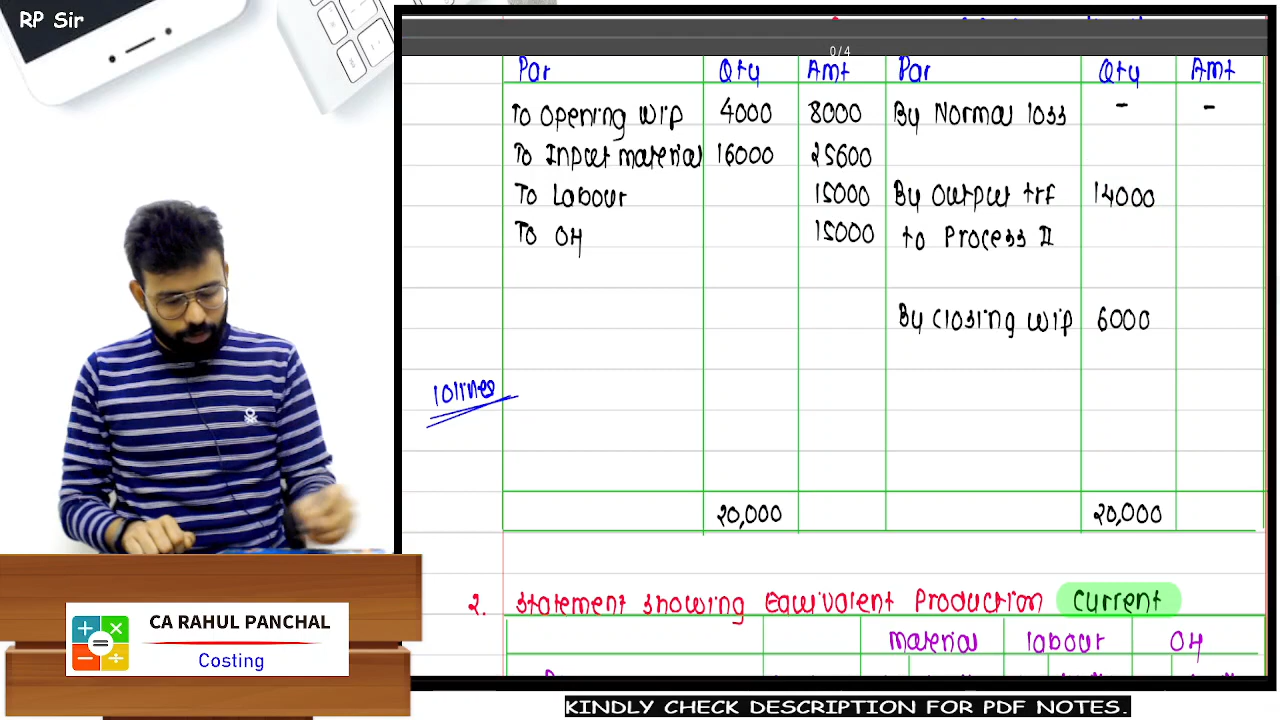 RP Sir
0/4
Par Qty Amt Par Qty Amt
To Opening WIP 4000 8000 By Normal loss - -
To Input material 16000 25600
To Labour 15000 By Output trf 14000
To OH 15000 to Process II
By Closing WIP 6000
10 lines
20,000 20,000
2. Statement showing Equivalent Production Current
material labour OH
CA RAHUL PANCHAL
Costing
KINDLY CHECK DESCRIPTION FOR PDF NOTES.